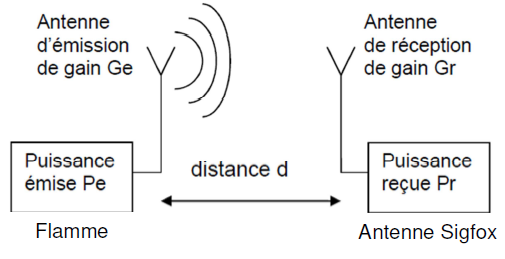 Antenne
d'émission
de gain Ge
Antenne
de réception
de gain Gr
Puissance
émise Pe
distance d
Puissance
reçue Pr
Flamme
Antenne Sigfox